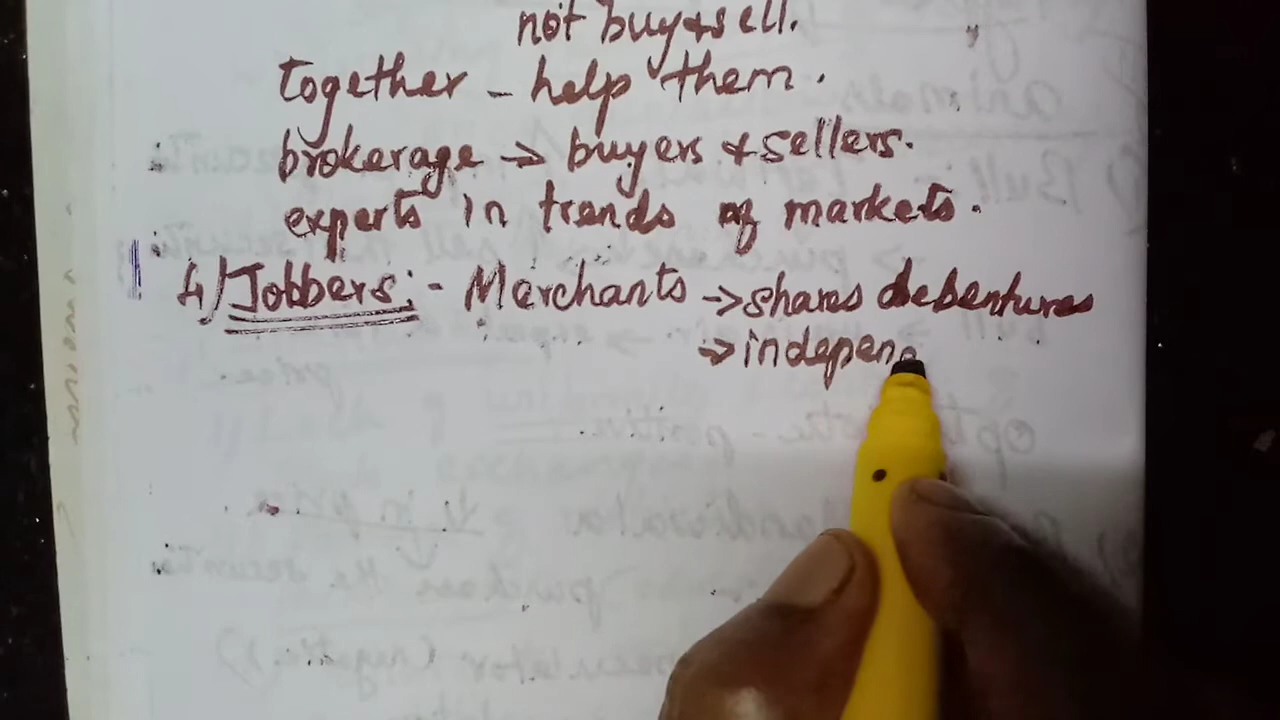 not buy & sell.
together - help them.
brokerage → buyers & sellers.
experts in trends of markets.
4) Jobbers :- Merchants → shares debentures
→ indepen